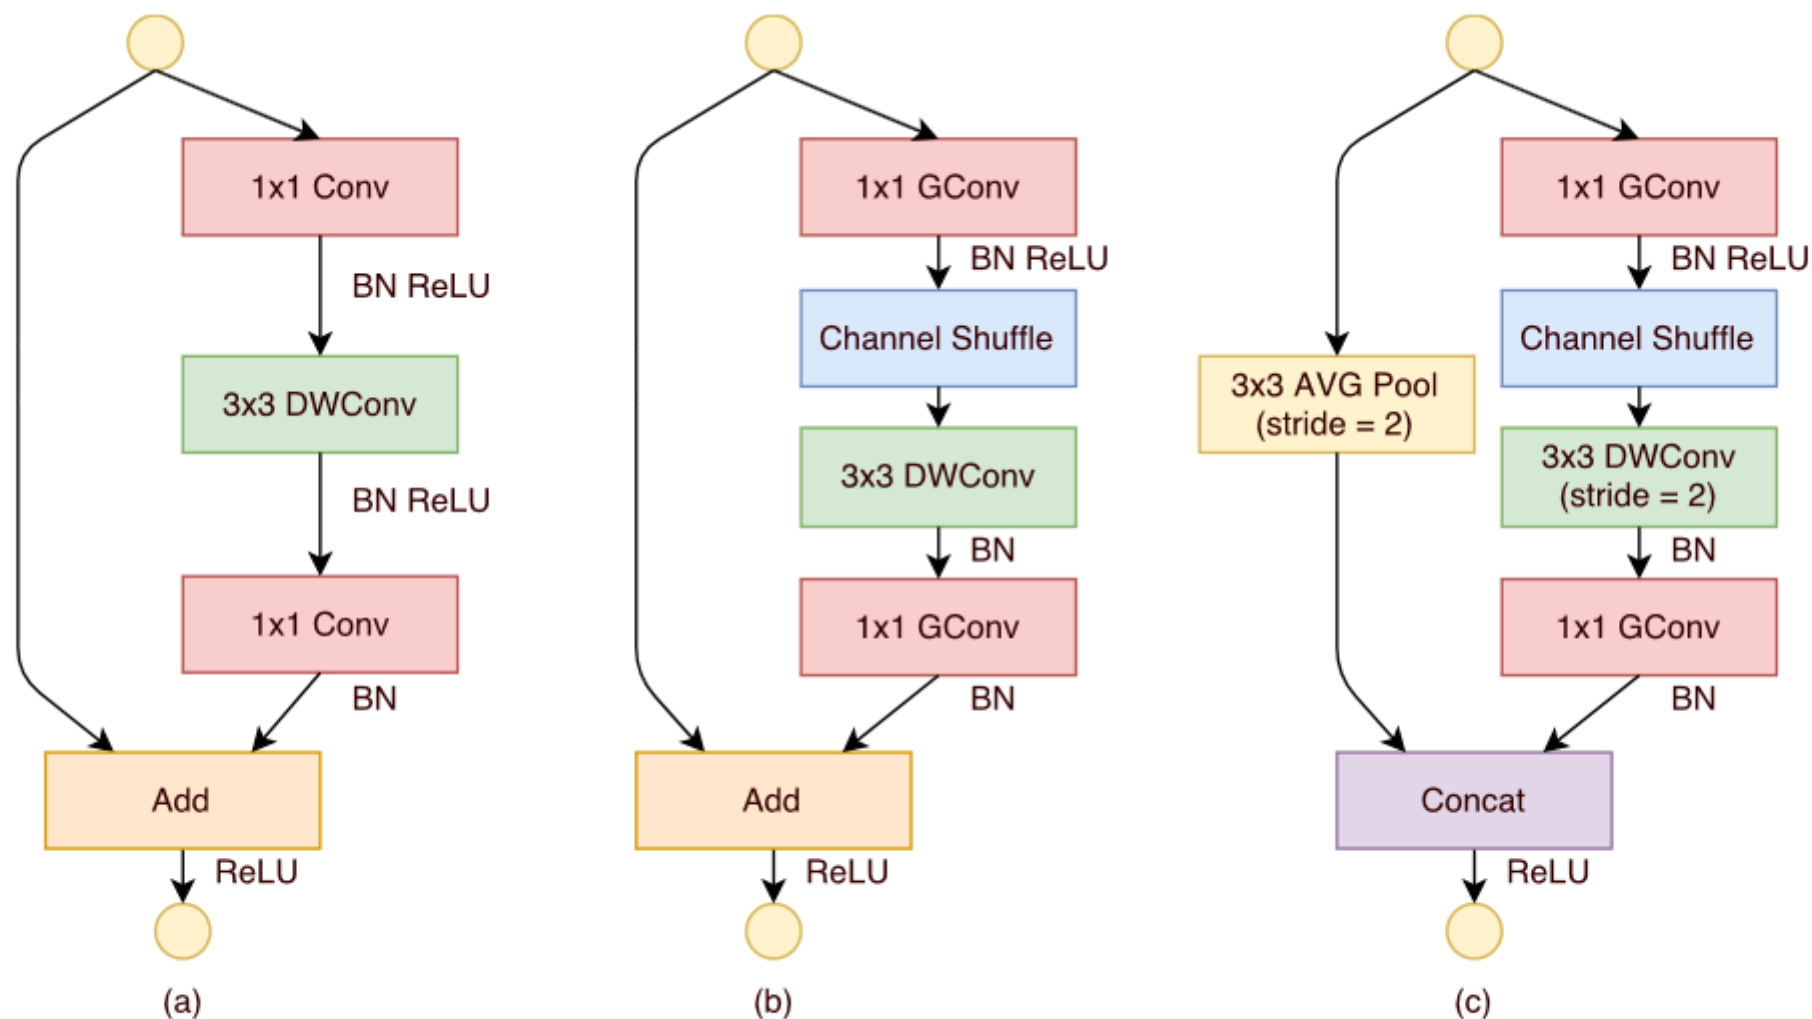 1x1 Conv
BN ReLU
3x3 DWConv
BN ReLU
1x1 Conv
BN
Add
ReLU
(a)
1x1 GConv
BN ReLU
Channel Shuffle
3x3 DWConv
BN
1x1 GConv
BN
Add
ReLU
(b)
1x1 GConv
BN ReLU
Channel Shuffle
3x3 AVG Pool
(stride = 2)
3x3 DWConv
(stride = 2)
BN
1x1 GConv
BN
Concat
ReLU
(c)